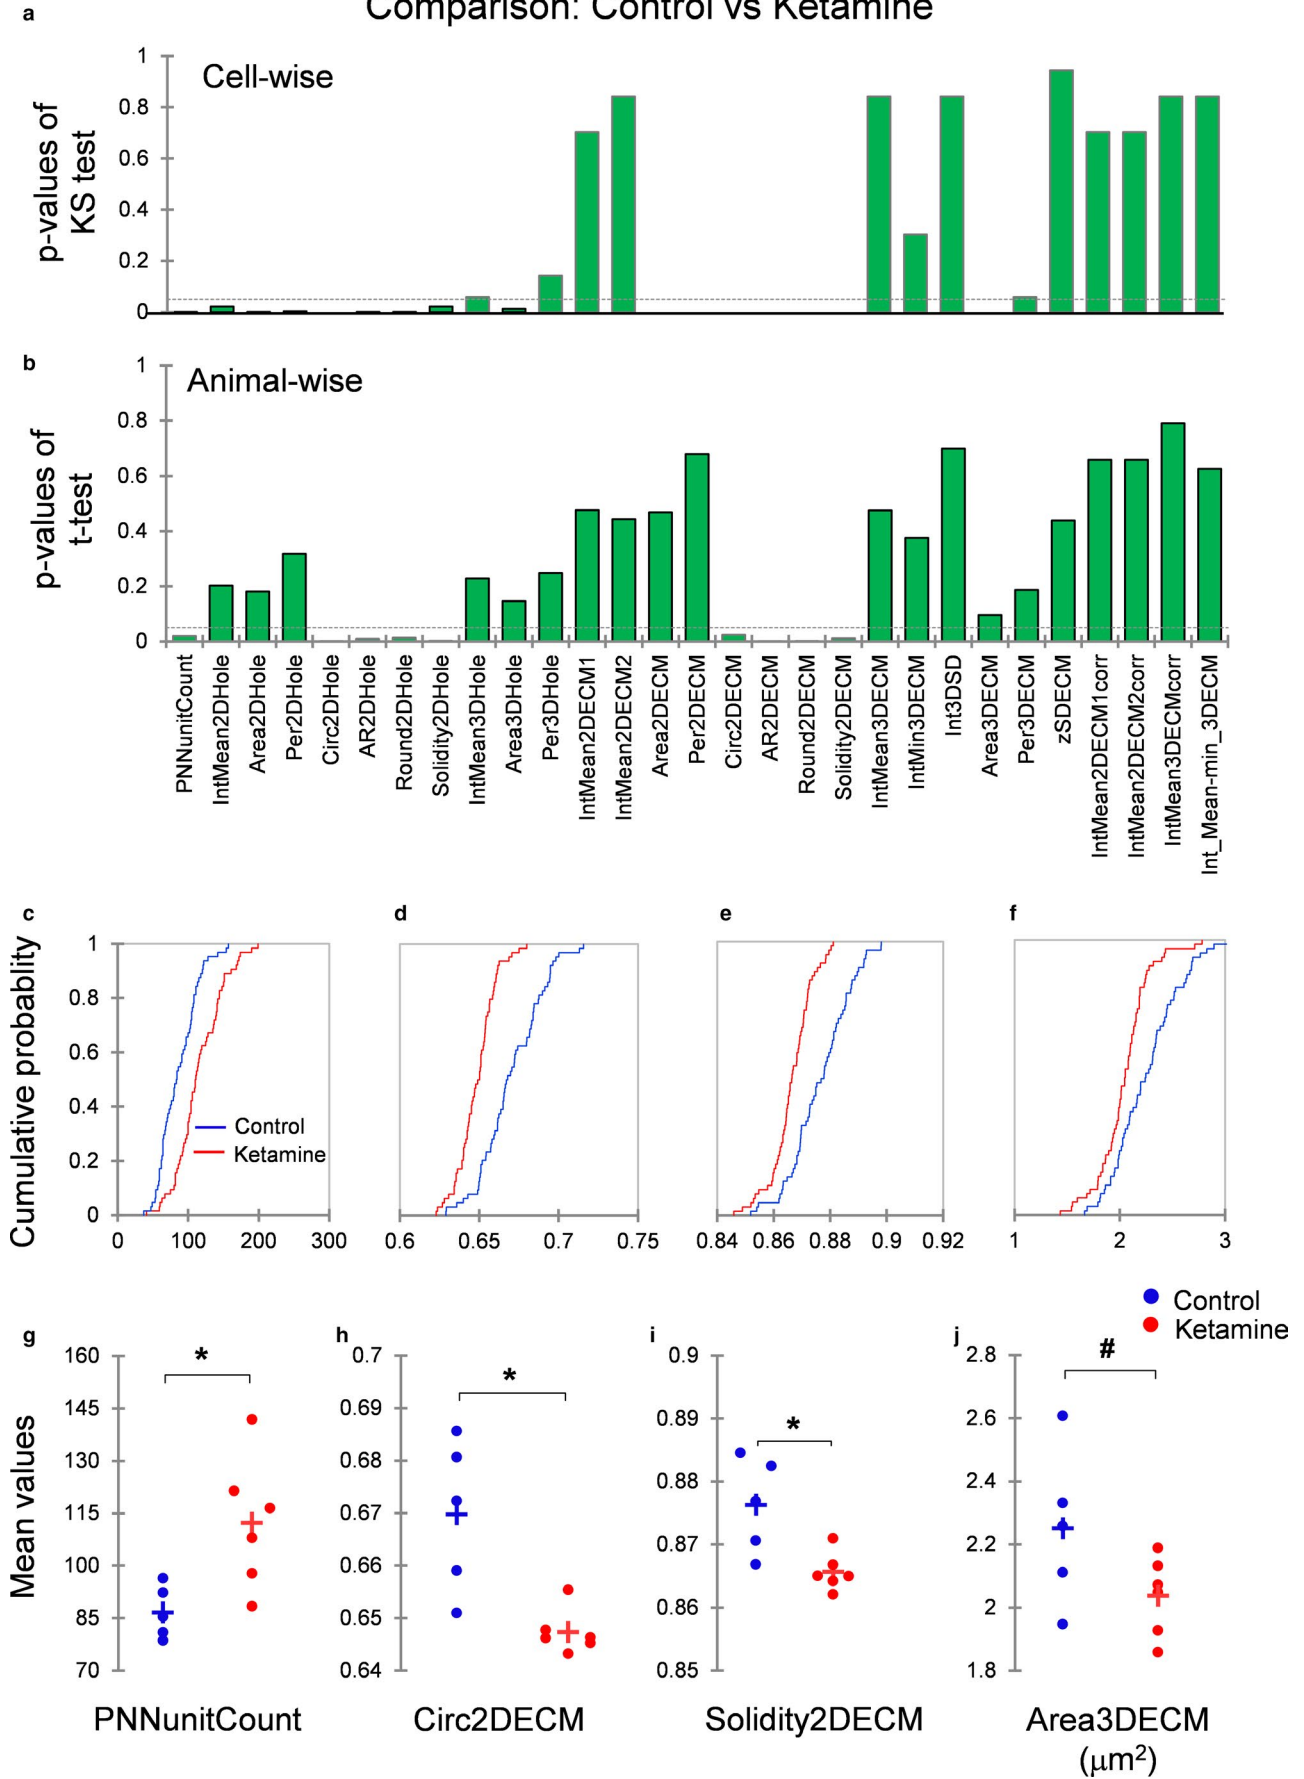 Comparison: Control vs Ketamine
a
Cell-wise
p-values of
KS test
1
0.8
0.6
0.4
0.2
0
b
Animal-wise
p-values of
t-test
1
0.8
0.6
0.4
0.2
0
PNNunitCount
IntMean2DHole
Area2DHole
Per2DHole
Circ2DHole
AR2DHole
Round2DHole
Solidity2DHole
IntMean3DHole
Area3DHole
Per3DHole
IntMean2DECM1
IntMean2DECM2
Area2DECM
Per2DECM
Circ2DECM
AR2DECM
Round2DECM
Solidity2DECM
IntMean3DECM
IntMin3DECM
Int3DSD
Area3DECM
Per3DECM
zSDECM
IntMean2DECM1corr
IntMean2DECM2corr
IntMean3DECMcorr
Int_Mean-min_3DECM
c
d
e
f
Cumulative probablity
1
0.8
0.6
0.4
0.2
0
Control
Ketamine
0 100 200 300
0.6 0.65 0.7 0.75
0.84 0.86 0.88 0.9 0.92
1 2 3
Control
Ketamine
g
h
i
j
Mean values
160
145
130
115
100
85
70
*
PNNunitCount
0.7
0.69
0.68
0.67
0.66
0.65
0.64
*
Circ2DECM
0.9
0.89
0.88
0.87
0.86
0.85
*
Solidity2DECM
2.8
2.6
2.4
2.2
2
1.8
#
Area3DECM
(μm²)